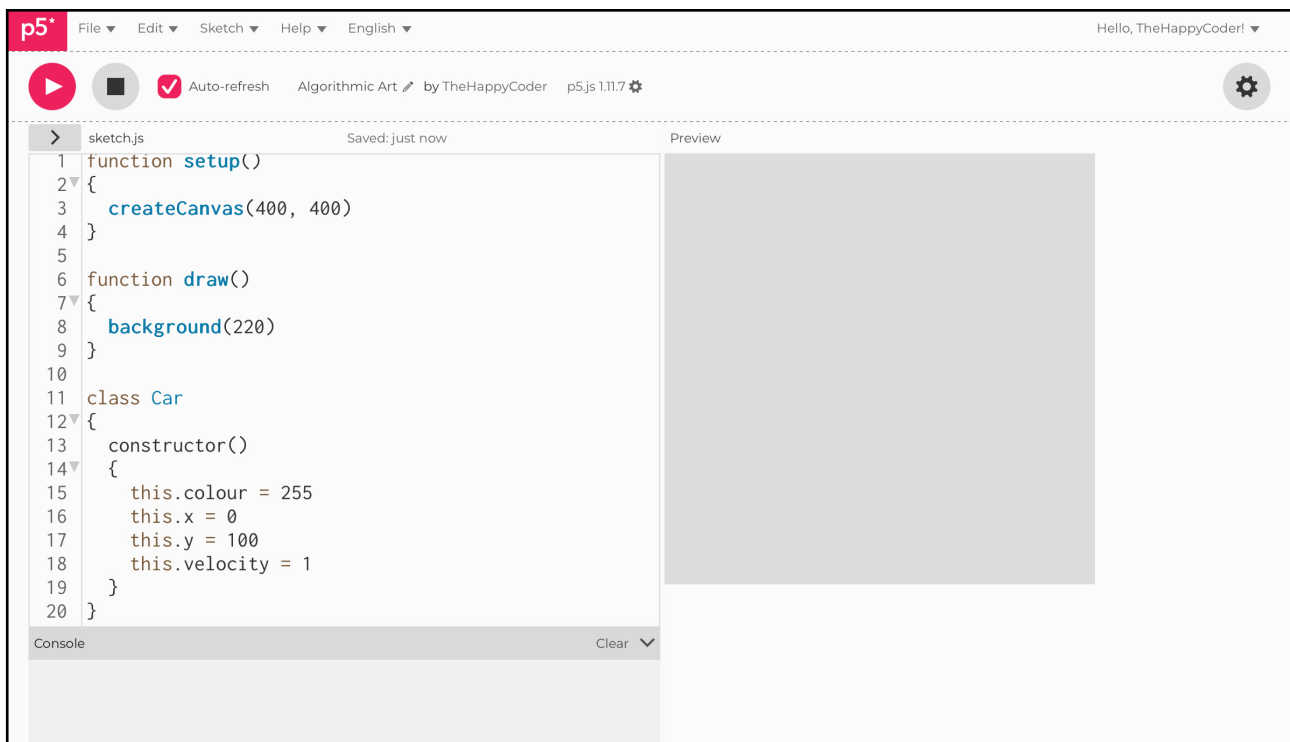 p5* File Edit Sketch Help English Hello, TheHappyCoder!
Auto-refresh Algorithmic Art by TheHappyCoder p5.js 1.11.7
sketch.js Saved: just now Preview
1 function setup()
2 {
3   createCanvas(400, 400)
4 }
5
6 function draw()
7 {
8   background(220)
9 }
10
11 class Car
12 {
13   constructor()
14   {
15     this.colour = 255
16     this.x = 0
17     this.y = 100
18     this.velocity = 1
19   }
20 }
Console Clear